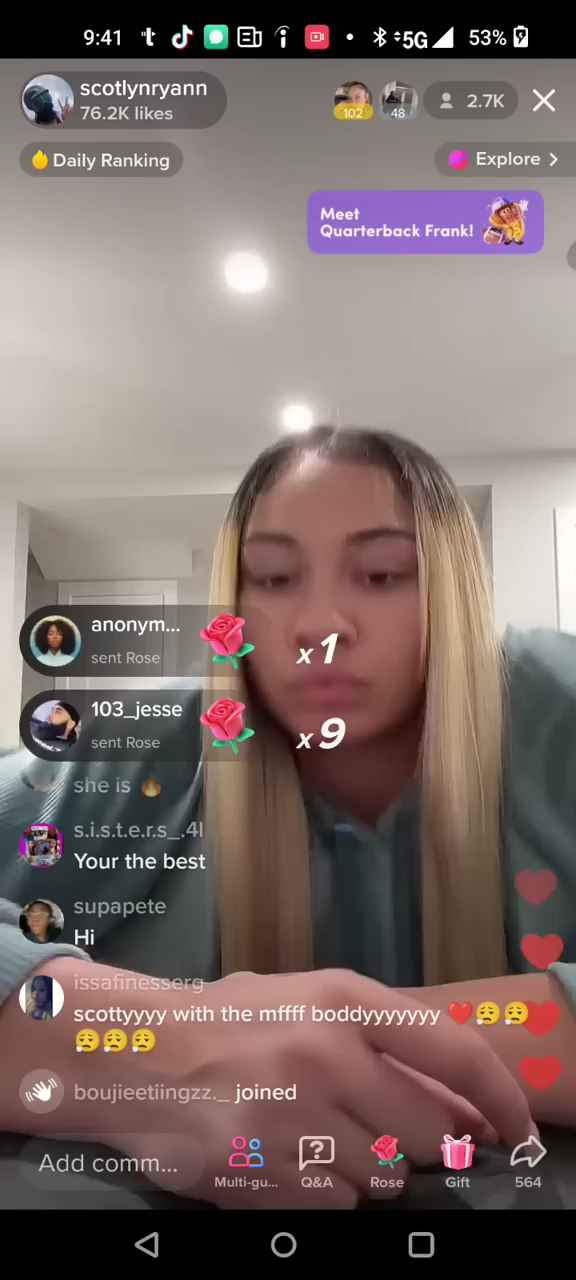 9:41
5G
53%
scotlynryann
76.2K likes
102
48
2.7K
Daily Ranking
Explore
Meet
Quarterback Frank!
anonym...
sent Rose
x1
103_jesse
sent Rose
x9
she is 🔥
s.i.s.t.e.r.s_.4l
Your the best
supapete
Hi
issafinesserg
scottyyyy with the mffff boddyyyyyyy ❤️😮‍💨😮‍💨
😮‍💨😮‍💨😮‍💨
boujieetiingzz._ joined
Add comm...
Multi-gu...
Q&A
Rose
Gift
564